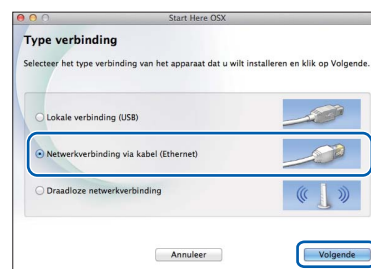 Start Here OSX
Type verbinding
Selecteer het type verbinding van het apparaat dat u wilt installeren en klik op Volgende.
Lokale verbinding (USB)
Netwerkverbinding via kabel (Ethernet)
Draadloze netwerkverbinding
Annuleer
Volgende